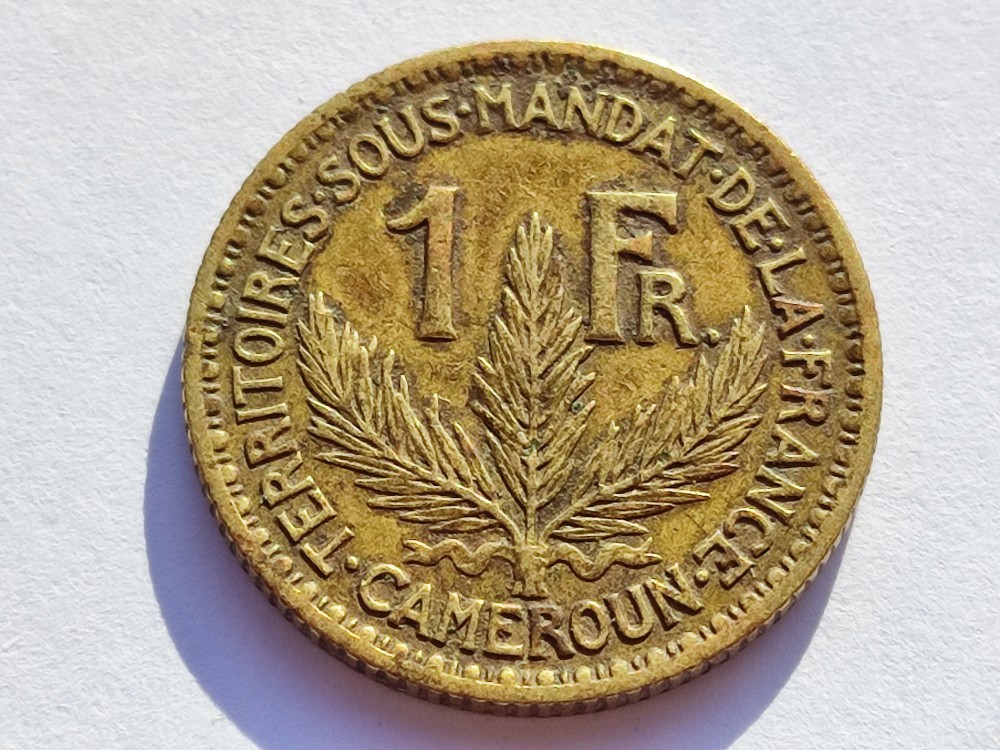 TERRITOIRES·SOUS·MANDAT·DE·LA·FRANCE·
1 FR.
CAMEROUN·